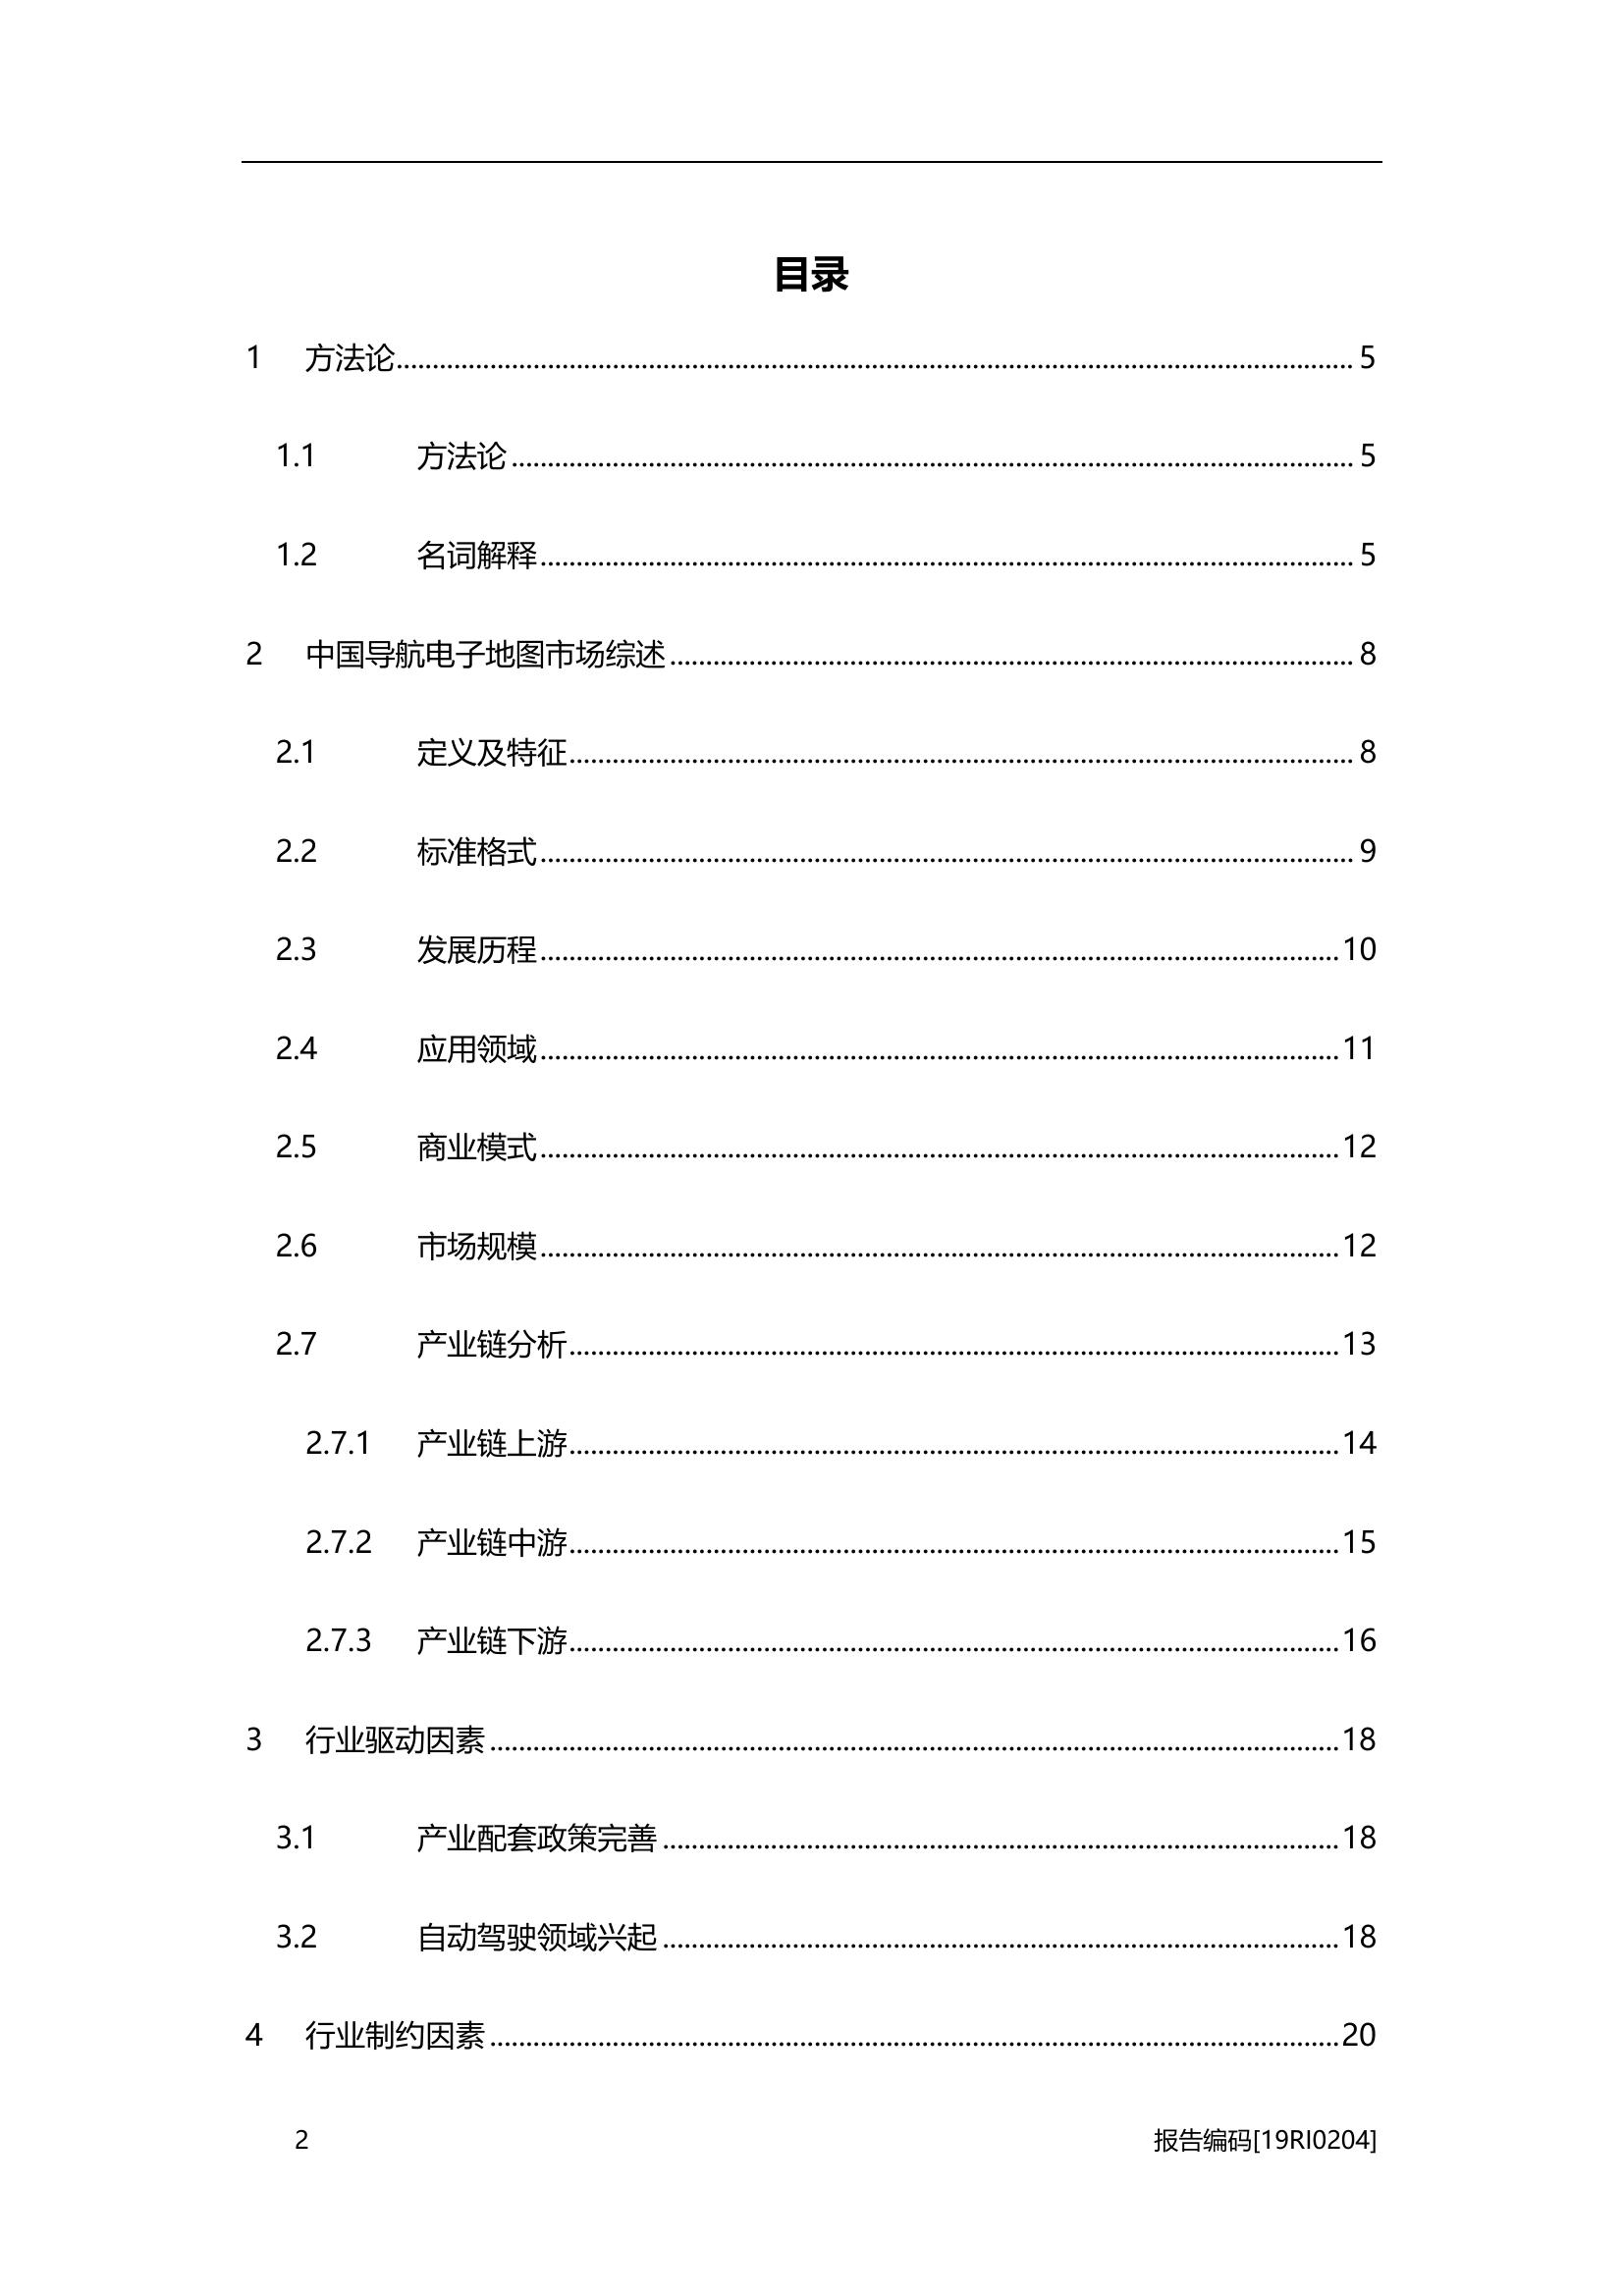 目录
1 方法论 5
1.1 方法论 5
1.2 名词解释 5
2 中国导航电子地图市场综述 8
2.1 定义及特征 8
2.2 标准格式 9
2.3 发展历程 10
2.4 应用领域 11
2.5 商业模式 12
2.6 市场规模 12
2.7 产业链分析 13
2.7.1 产业链上游 14
2.7.2 产业链中游 15
2.7.3 产业链下游 16
3 行业驱动因素 18
3.1 产业配套政策完善 18
3.2 自动驾驶领域兴起 18
4 行业制约因素 20
2 报告编码[19RI0204]